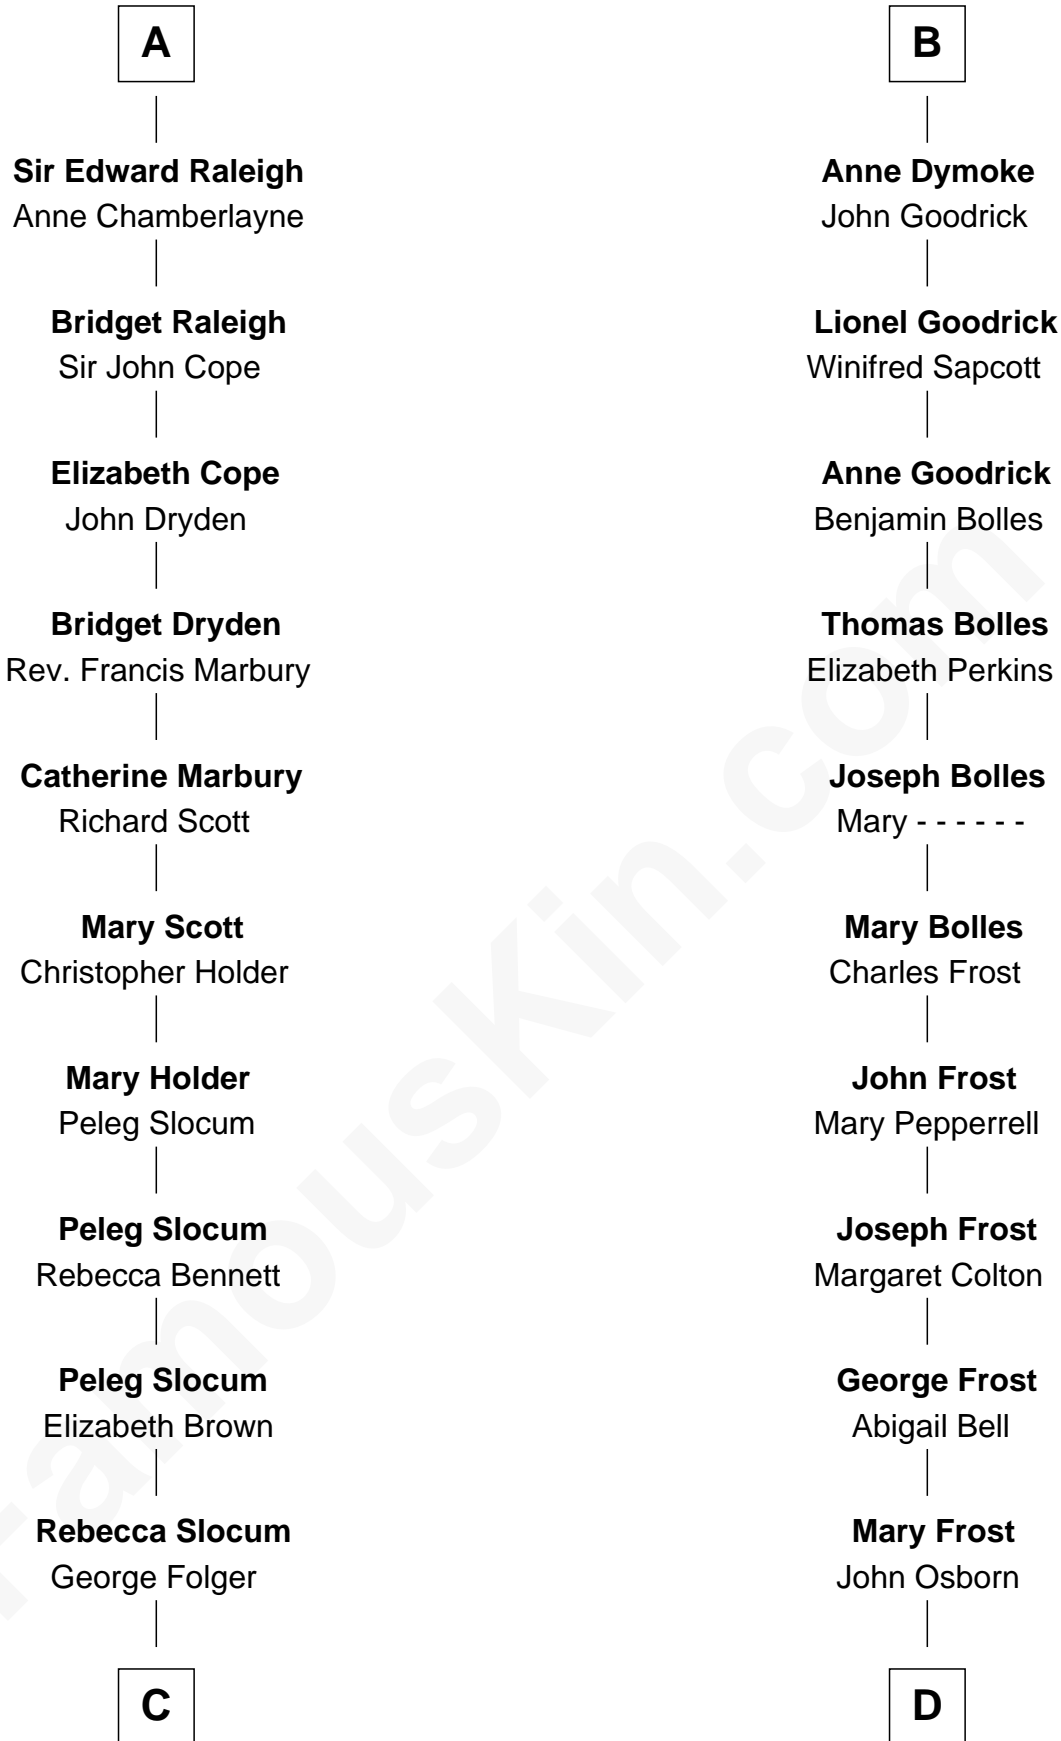 A
Sir Edward Raleigh
Anne Chamberlayne
Bridget Raleigh
Sir John Cope
Elizabeth Cope
John Dryden
Bridget Dryden
Rev. Francis Marbury
Catherine Marbury
Richard Scott
Mary Scott
Christopher Holder
Mary Holder
Peleg Slocum
Peleg Slocum
Rebecca Bennett
Peleg Slocum
Elizabeth Brown
Rebecca Slocum
George Folger
C
B
Anne Dymoke
John Goodrick
Lionel Goodrick
Winifred Sapcott
Anne Goodrick
Benjamin Bolles
Thomas Bolles
Elizabeth Perkins
Joseph Bolles
Mary - - - - - -
Mary Bolles
Charles Frost
John Frost
Mary Pepperrell
Joseph Frost
Margaret Colton
George Frost
Abigail Bell
Mary Frost
John Osborn
D
FamousKin.com